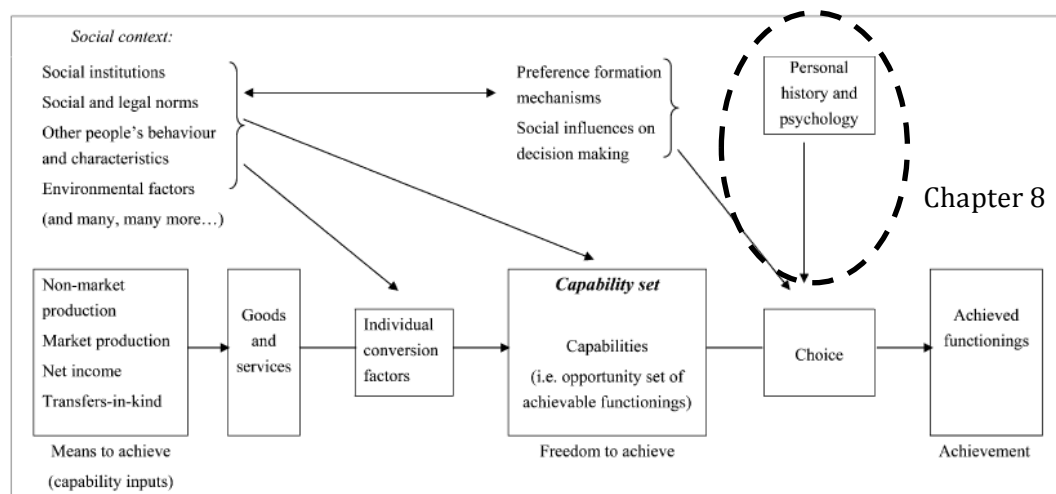 Social context:
Social institutions
Social and legal norms
Other people's behaviour
and characteristics
Environmental factors
(and many, many more…)
Preference formation
mechanisms
Social influences on
decision making
Personal
history and
psychology
Chapter 8
Non-market
production
Market production
Net income
Transfers-in-kind
Means to achieve
(capability inputs)
Goods
and
services
Individual
conversion
factors
Capability set
Capabilities
(i.e. opportunity set of
achievable functionings)
Freedom to achieve
Choice
Achieved
functionings
Achievement